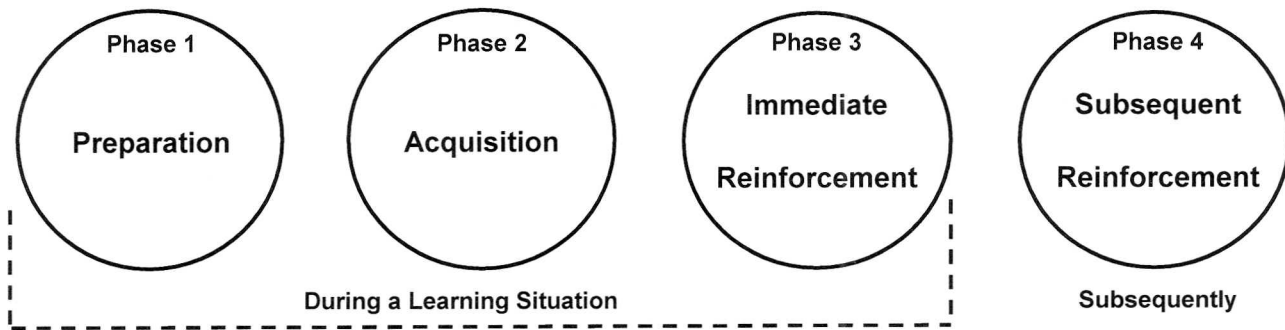 Phase 1
Preparation
Phase 2
Acquisition
Phase 3
Immediate
Reinforcement
Phase 4
Subsequent
Reinforcement
During a Learning Situation
Subsequently